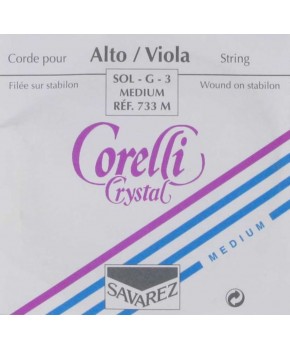 Corde pour Alto / Viola String
Filée sur stabilon SOL - G - 3 Wound on stabilon
MEDIUM
RÉF. 733 M
Corelli
Crystal
MEDIUM
SAVAREZ